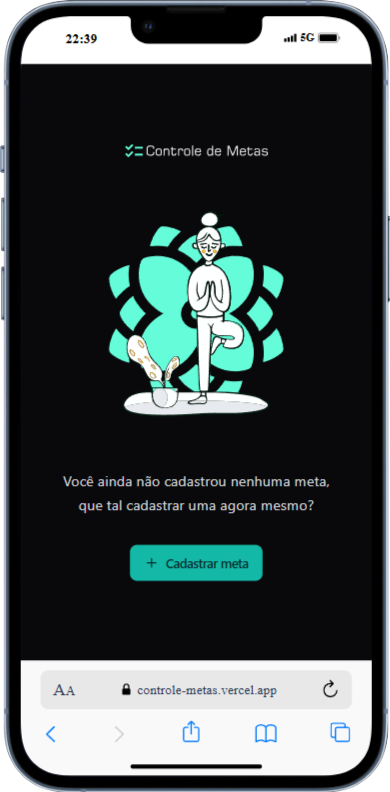 22:39
5G
Controle de Metas
Você ainda não cadastrou nenhuma meta,
que tal cadastrar uma agora mesmo?
+ Cadastrar meta
AA controle-metas.vercel.app